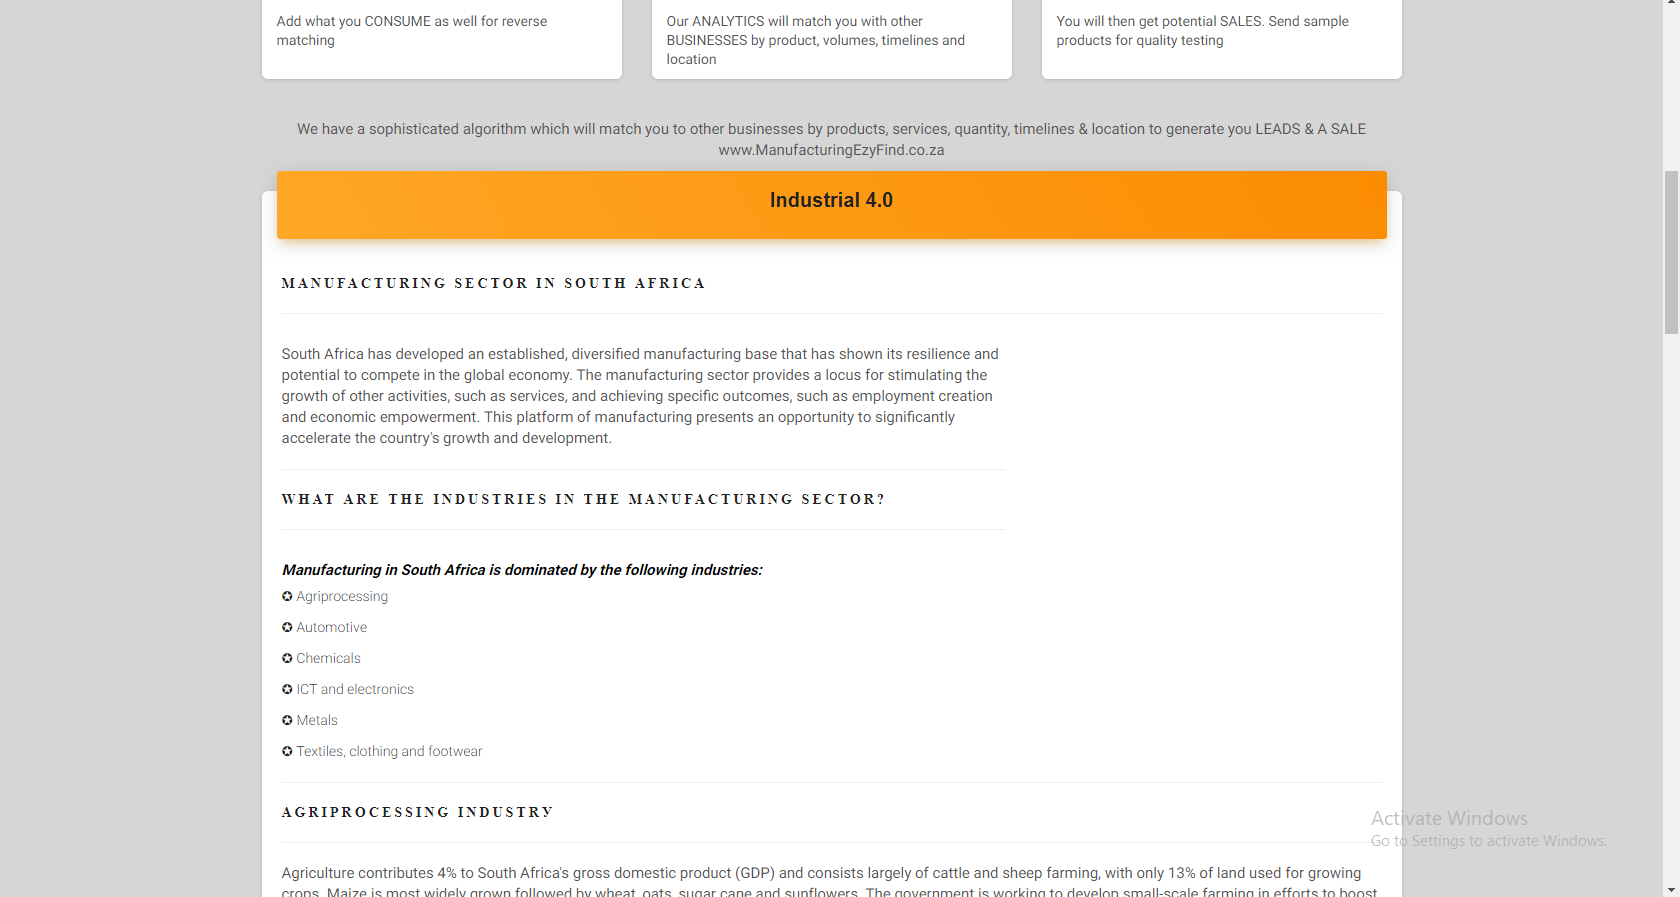 Add what you CONSUME as well for reverse
matching
Our ANALYTICS will match you with other
BUSINESSES by product, volumes, timelines and
location
You will then get potential SALES. Send sample
products for quality testing
We have a sophisticated algorithm which will match you to other businesses by products, services, quantity, timelines & location to generate you LEADS & A SALE
www.ManufacturingEzyFind.co.za
Industrial 4.0
MANUFACTURING SECTOR IN SOUTH AFRICA
South Africa has developed an established, diversified manufacturing base that has shown its resilience and
potential to compete in the global economy. The manufacturing sector provides a locus for stimulating the
growth of other activities, such as services, and achieving specific outcomes, such as employment creation
and economic empowerment. This platform of manufacturing presents an opportunity to significantly
accelerate the country's growth and development.
WHAT ARE THE INDUSTRIES IN THE MANUFACTURING SECTOR?
Manufacturing in South Africa is dominated by the following industries:
✪ Agriprocessing
✪ Automotive
✪ Chemicals
✪ ICT and electronics
✪ Metals
✪ Textiles, clothing and footwear
AGRIPROCESSING INDUSTRY
Agriculture contributes 4% to South Africa's gross domestic product (GDP) and consists largely of cattle and sheep farming, with only 13% of land used for growing
crops. Maize is most widely grown followed by wheat, oats, sugar cane and sunflowers. The government is working to develop small-scale farming in efforts to boost
Activate Windows
Go to Settings to activate Windows.